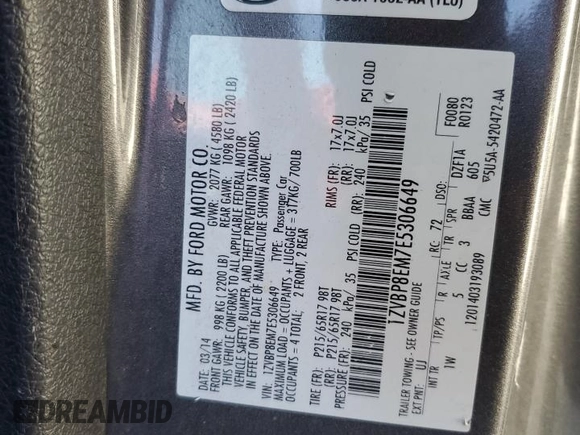 MFD. BY FORD MOTOR CO.
DATE: 03/14 GVWR: 2077 KG ( 4580 LB)
FRONT GAWR: 998 KG (2200 LB) REAR GAWR: 1098 KG ( 2420 LB)
THIS VEHICLE CONFORMS TO ALL APPLICABLE FEDERAL MOTOR
VEHICLE SAFETY, BUMPER, AND THEFT PREVENTION STANDARDS
IN EFFECT ON THE DATE OF MANUFACTURE SHOWN ABOVE.
VIN: 1ZVBP8EM7E5306649 TYPE: Passenger Car
MAXIMUM LOAD = OCCUPANTS + LUGGAGE = 317KG/ 700LB
OCCUPANTS = 4 TOTAL: 2 FRONT, 2 REAR
TIRE (FR): P215/65R17 98T RIMS (FR): 17x7.0J
TIRE (RR): P215/65R17 98T (RR): 17x7.0J
PRESSURE (FR): 240 kPa/ 35 PSI COLD (RR): 240 kPa/ 35 PSI COLD
1ZVBP8EM7E5306649
TRAILER TOWING - SEE OWNER GUIDE
EXT PNT: UJ RC: 72 DSO: F0080
INT TR TP/PS R AXLE TR SPR R0123
1W I 5 CC 3 BBAA DZF1A 605
1201403193089 CMC 5U5A-5420472-AA
DREAMBID